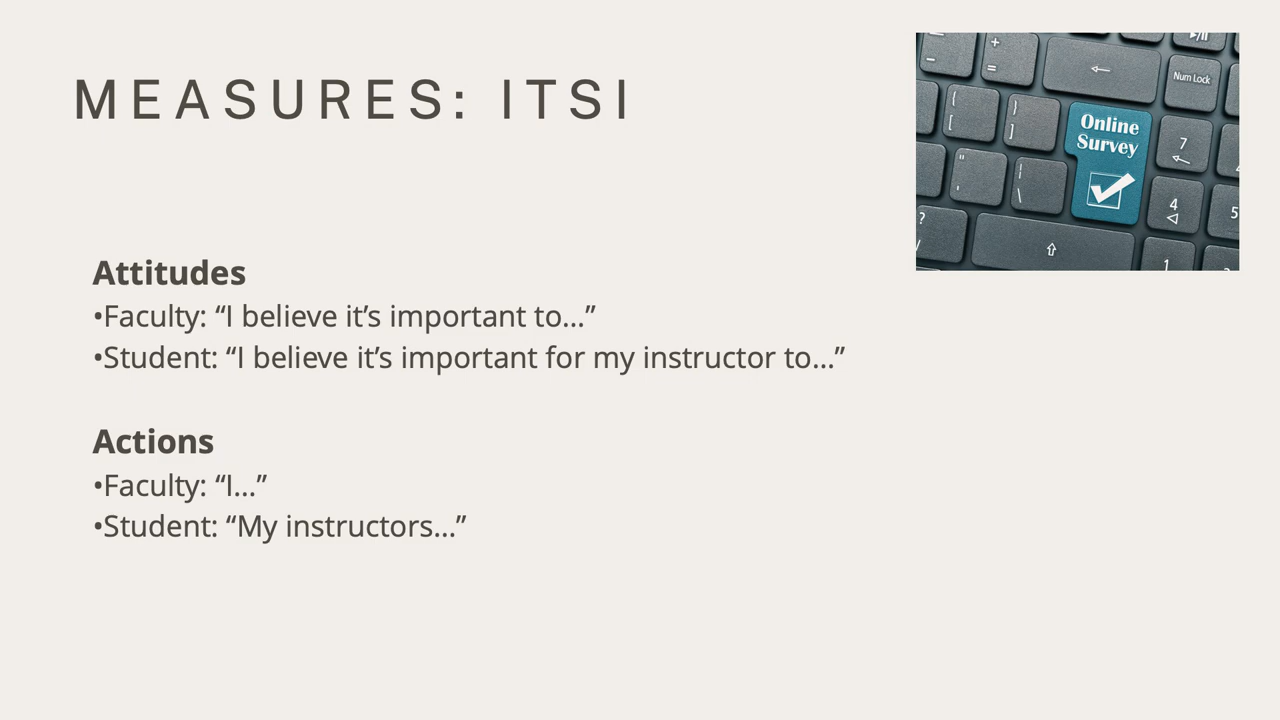 MEASURES: ITSI
Online
Survey
Num Lock
7
4
5
1
Attitudes
•Faculty: “I believe it’s important to…”
•Student: “I believe it’s important for my instructor to…”
Actions
•Faculty: “I…”
•Student: “My instructors…”